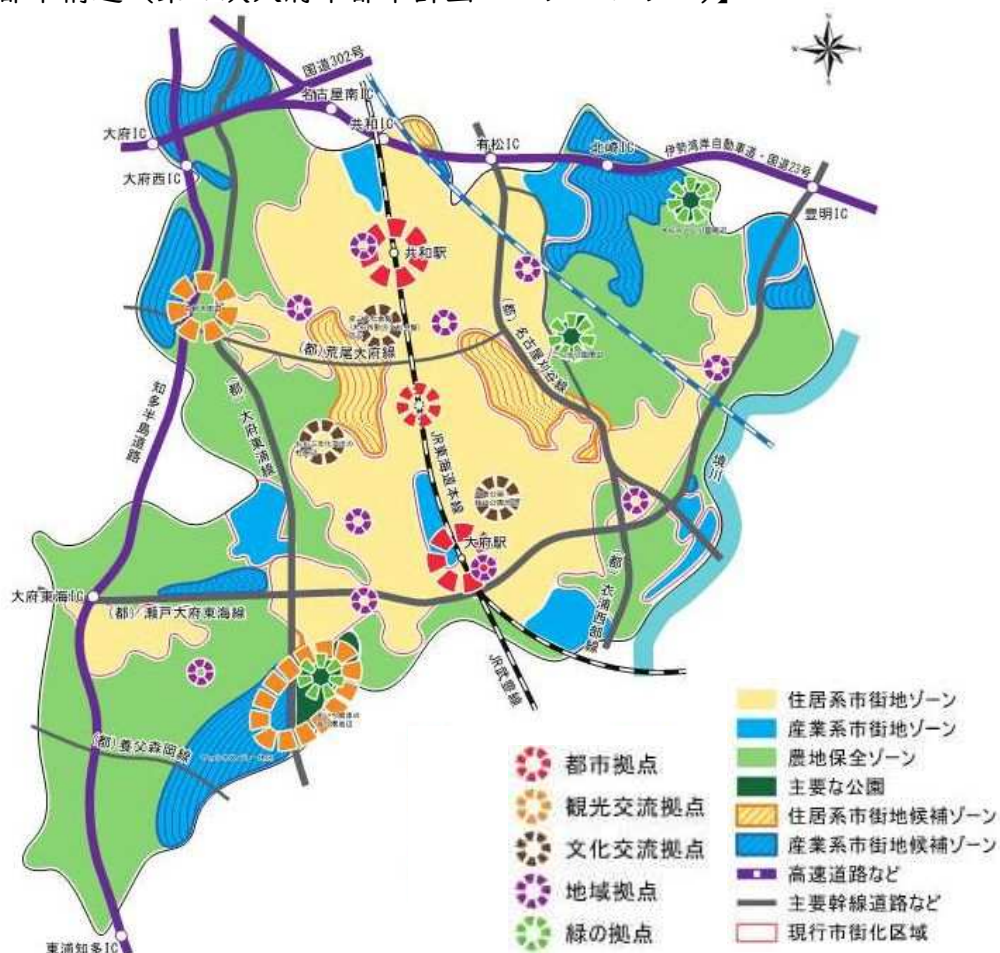 国道302号
名古屋南IC
共和IC
大府IC
有松IC
北崎IC
伊勢湾岸自動車道・国道23号
大府西IC
豊明IC
共和駅
(都)荒尾大府線
(都)名古屋刈谷線
知多半島道路
(都)大府東浦線
JR東海道本線
境川
大府駅
大府東海IC
(都)瀬戸大府東海線
(都)衣浦西部線
JR武豊線
(都)養父森岡線
東浦知多IC
都市拠点
観光交流拠点
文化交流拠点
地域拠点
緑の拠点
住居系市街地ゾーン
産業系市街地ゾーン
農地保全ゾーン
主要な公園
住居系市街地候補ゾーン
産業系市街地候補ゾーン
高速道路など
主要幹線道路など
現行市街化区域